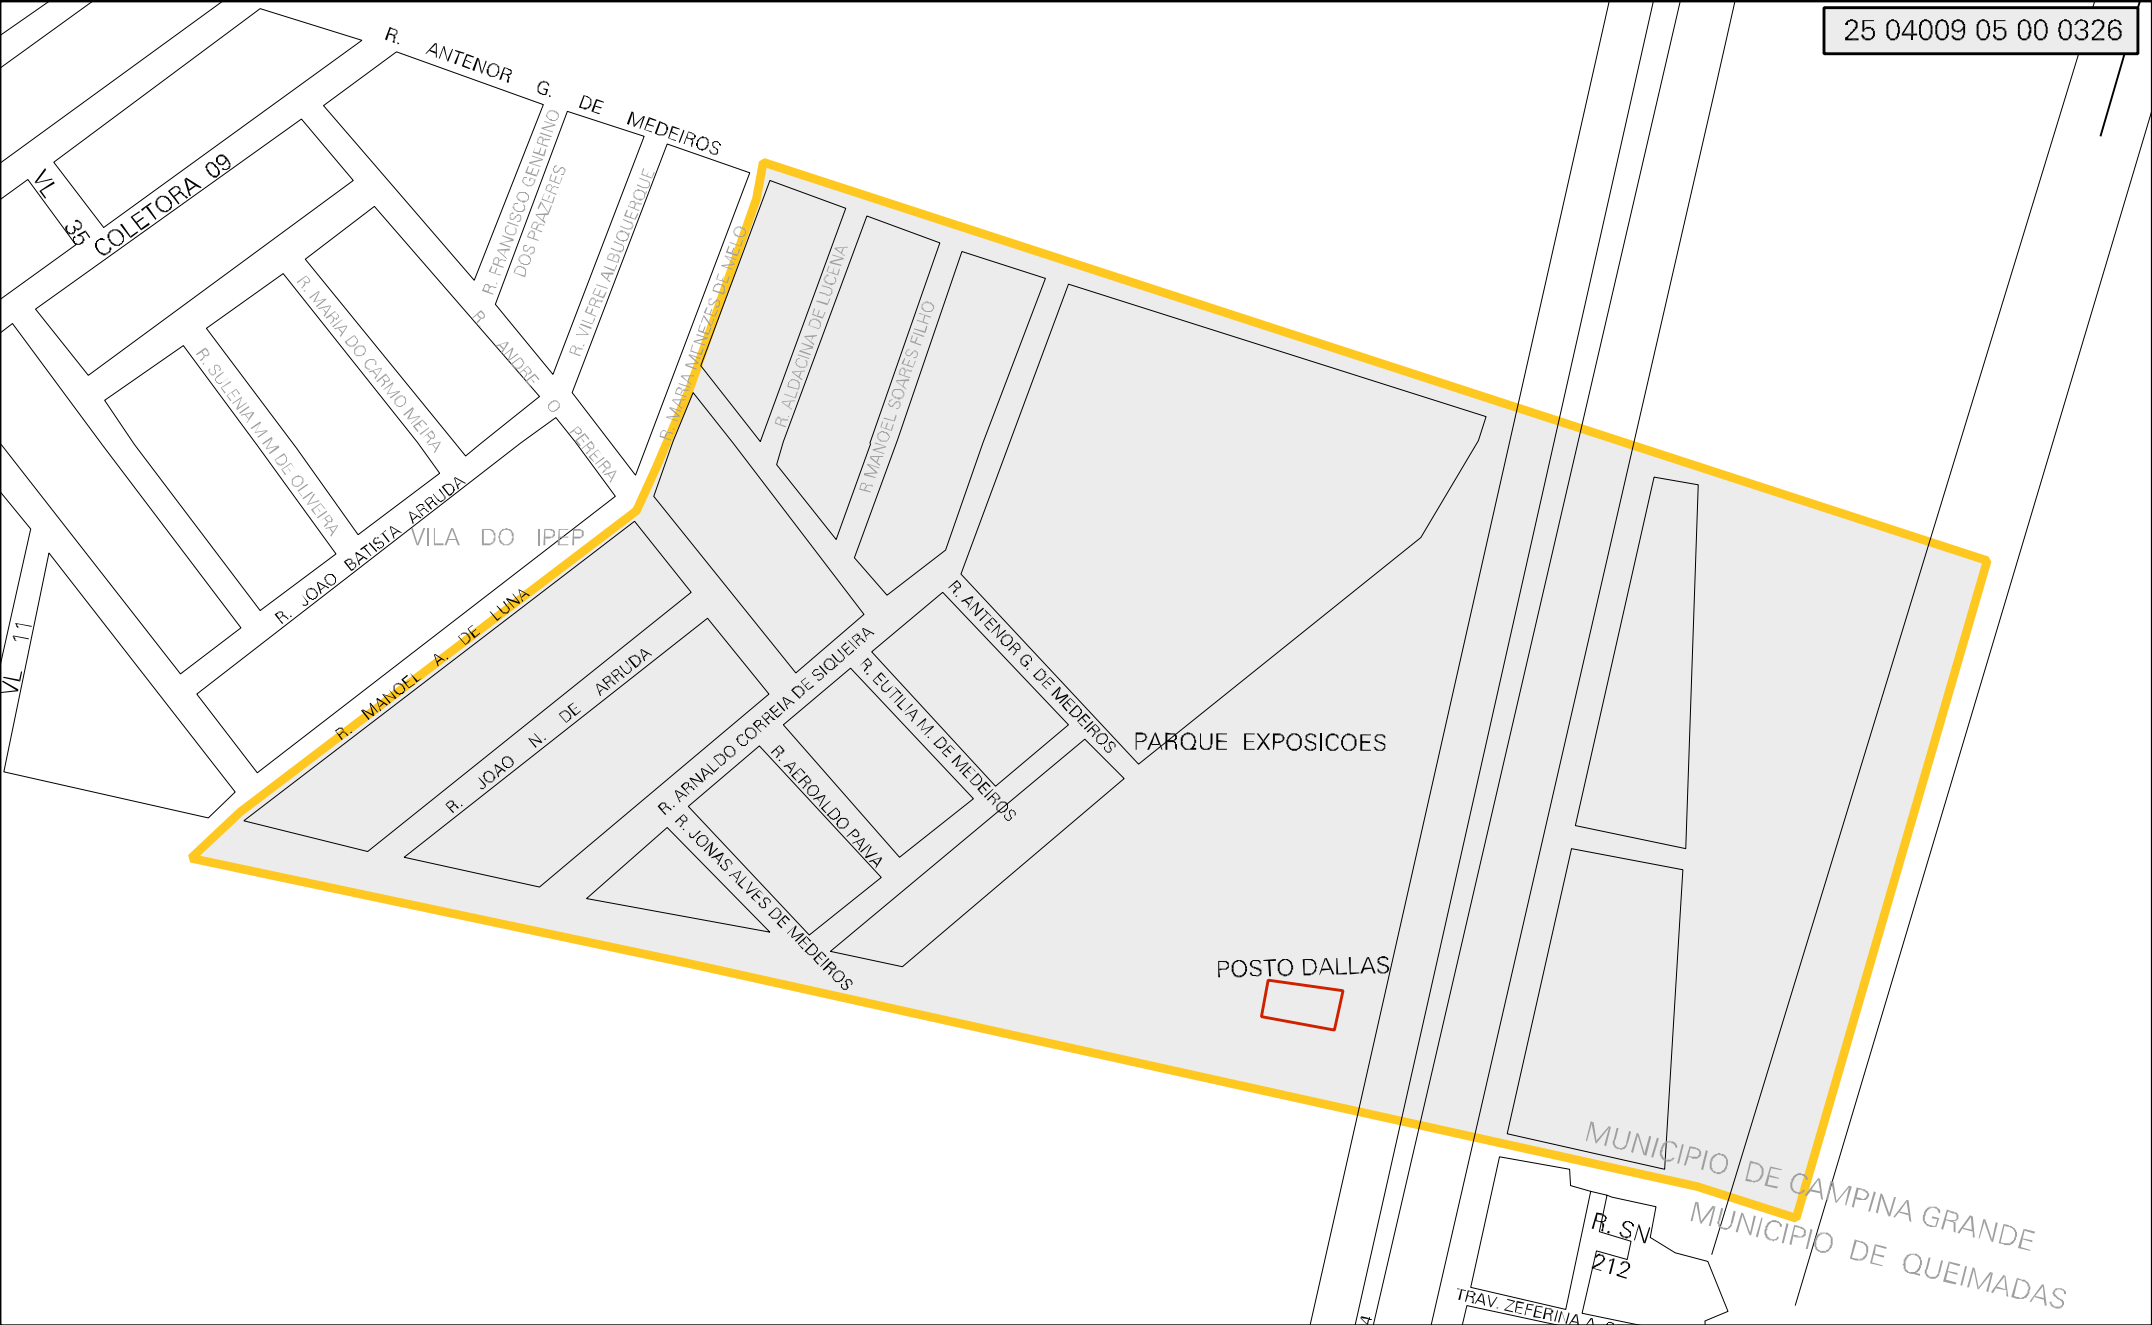 25 04009 05 00 0326
R. ANTENOR G. DE MEDEIROS
R. FRANCISCO GENERINO
DOS PRAZERES
R. VILFREI ALBUQUERQUE
VL 35
COLETORA 09
R. MARIA MENEZES DE MELO
R. ALDACINA DE LUCENA
R MANOEL SOARES FILHO
R. MARIA DO CARMO MEIRA
R. SULENIA M M DE OLIVEIRA
R ANDRE O PEREIRA
R. JOAO BATISTA ARRUDA
VILA DO IPEP
VL 11
R. MANOEL A. DE LUNA
R. JOAO N. DE ARRUDA
R. ARNALDO CORREIA DE SIQUEIRA
R. ANTENOR G. DE MEDEIROS
R. EUTILIA M. DE MEDEIROS
R. AEROALDO PAIVA
R. JONAS ALVES DE MEDEIROS
PARQUE EXPOSICOES
POSTO DALLAS
MUNICIPIO DE CAMPINA GRANDE
MUNICIPIO DE QUEIMADAS
R. SN
212
TRAV. ZEFERINA A.
4